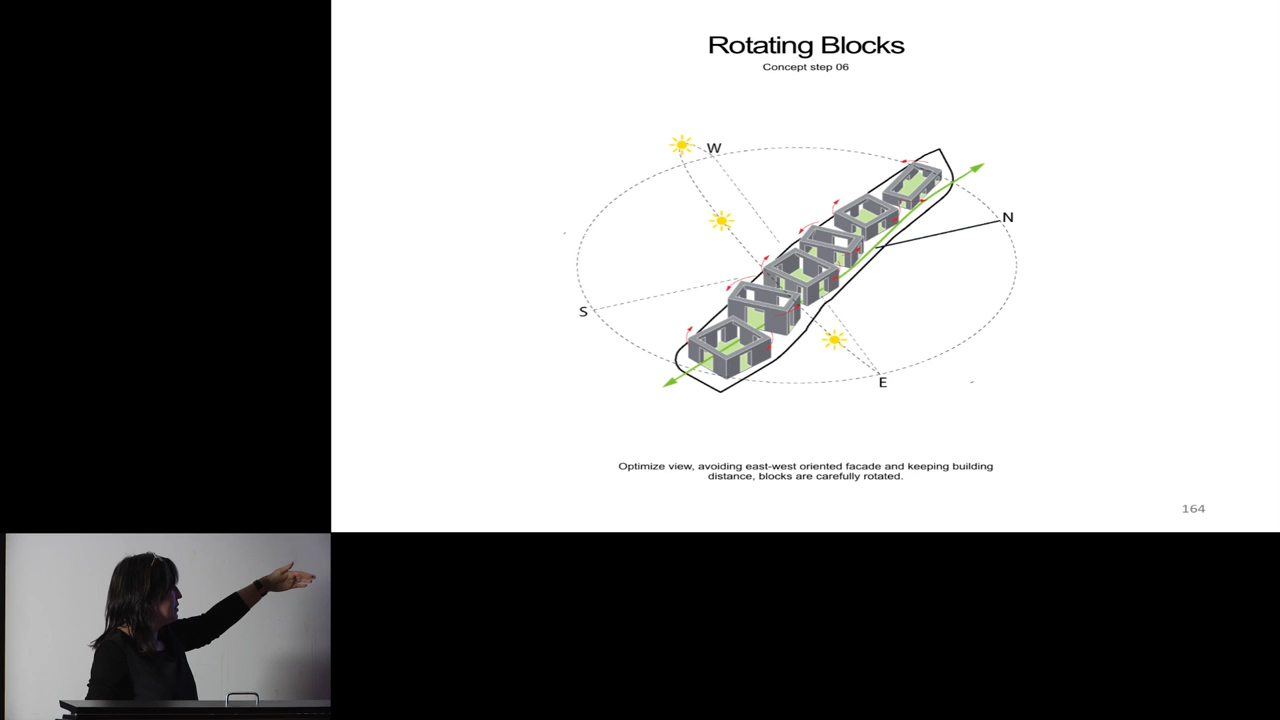 Rotating Blocks
Concept step 06
W
N
S
E
Optimize view, avoiding east-west oriented facade and keeping building
distance, blocks are carefully rotated.
164